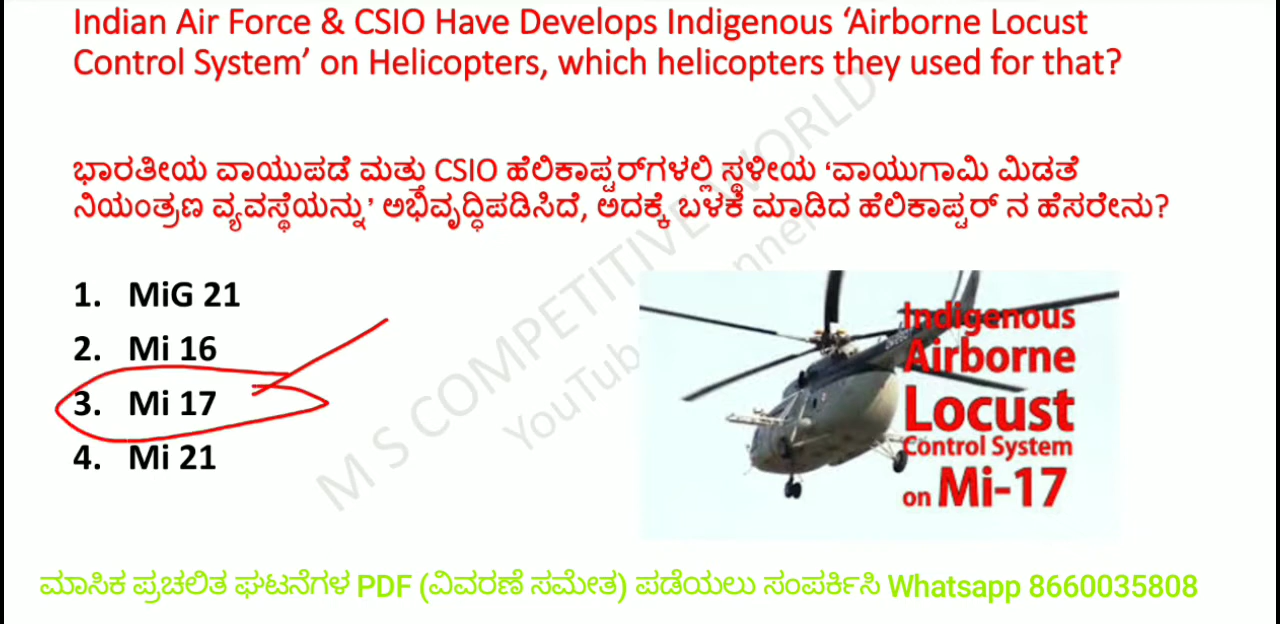 Indian Air Force & CSIO Have Develops Indigenous ‘Airborne Locust
Control System’ on Helicopters, which helicopters they used for that?
ಭಾರತೀಯ ವಾಯುಪಡೆ ಮತ್ತು CSIO ಹೆಲಿಕಾಪ್ಟರ್‌ಗಳಲ್ಲಿ ಸ್ಥಳೀಯ ‘ವಾಯುಗಾಮಿ ಮಿಡತೆ
ನಿಯಂತ್ರಣ ವ್ಯವಸ್ಥೆಯನ್ನು’ ಅಭಿವೃದ್ಧಿಪಡಿಸಿದೆ, ಅದಕ್ಕೆ ಬಳಕೆ ಮಾಡಿದ ಹೆಲಿಕಾಪ್ಟರ್ ನ ಹೆಸರೇನು?
1. MiG 21
2. Mi 16
3. Mi 17
4. Mi 21
Indigenous
Airborne
Locust
Control System
on Mi-17
M S COMPETITIVE WORLD
ಮಾಸಿಕ ಪ್ರಚಲಿತ ಘಟನೆಗಳ PDF (ವಿವರಣೆ ಸಮೇತ) ಪಡೆಯಲು ಸಂಪರ್ಕಿಸಿ Whatsapp 8660035808